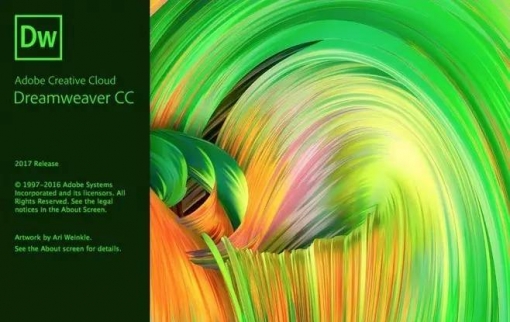 Dw
Adobe Creative Cloud
Dreamweaver CC
2017 Release
© 1997-2016 Adobe Systems
Incorporated and its licensors. All
Rights Reserved. See the legal
notices in the About Screen.
Artwork by Ari Weinkle.
See the About screen for details.